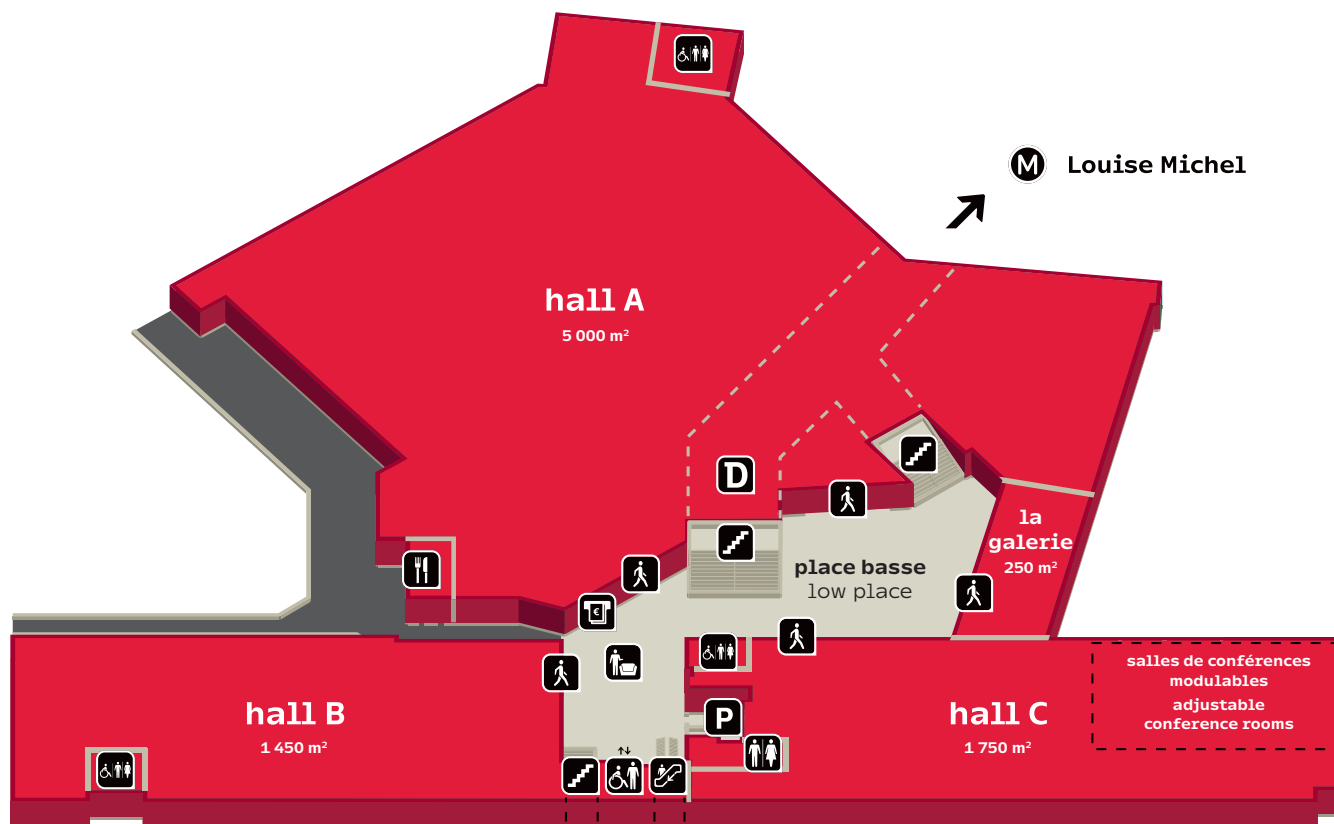 M Louise Michel
hall A
5 000 m²
D
la
galerie
250 m²
place basse
low place
€
salles de conférences
modulables
adjustable
conference rooms
hall B
1 450 m²
P
hall C
1 750 m²